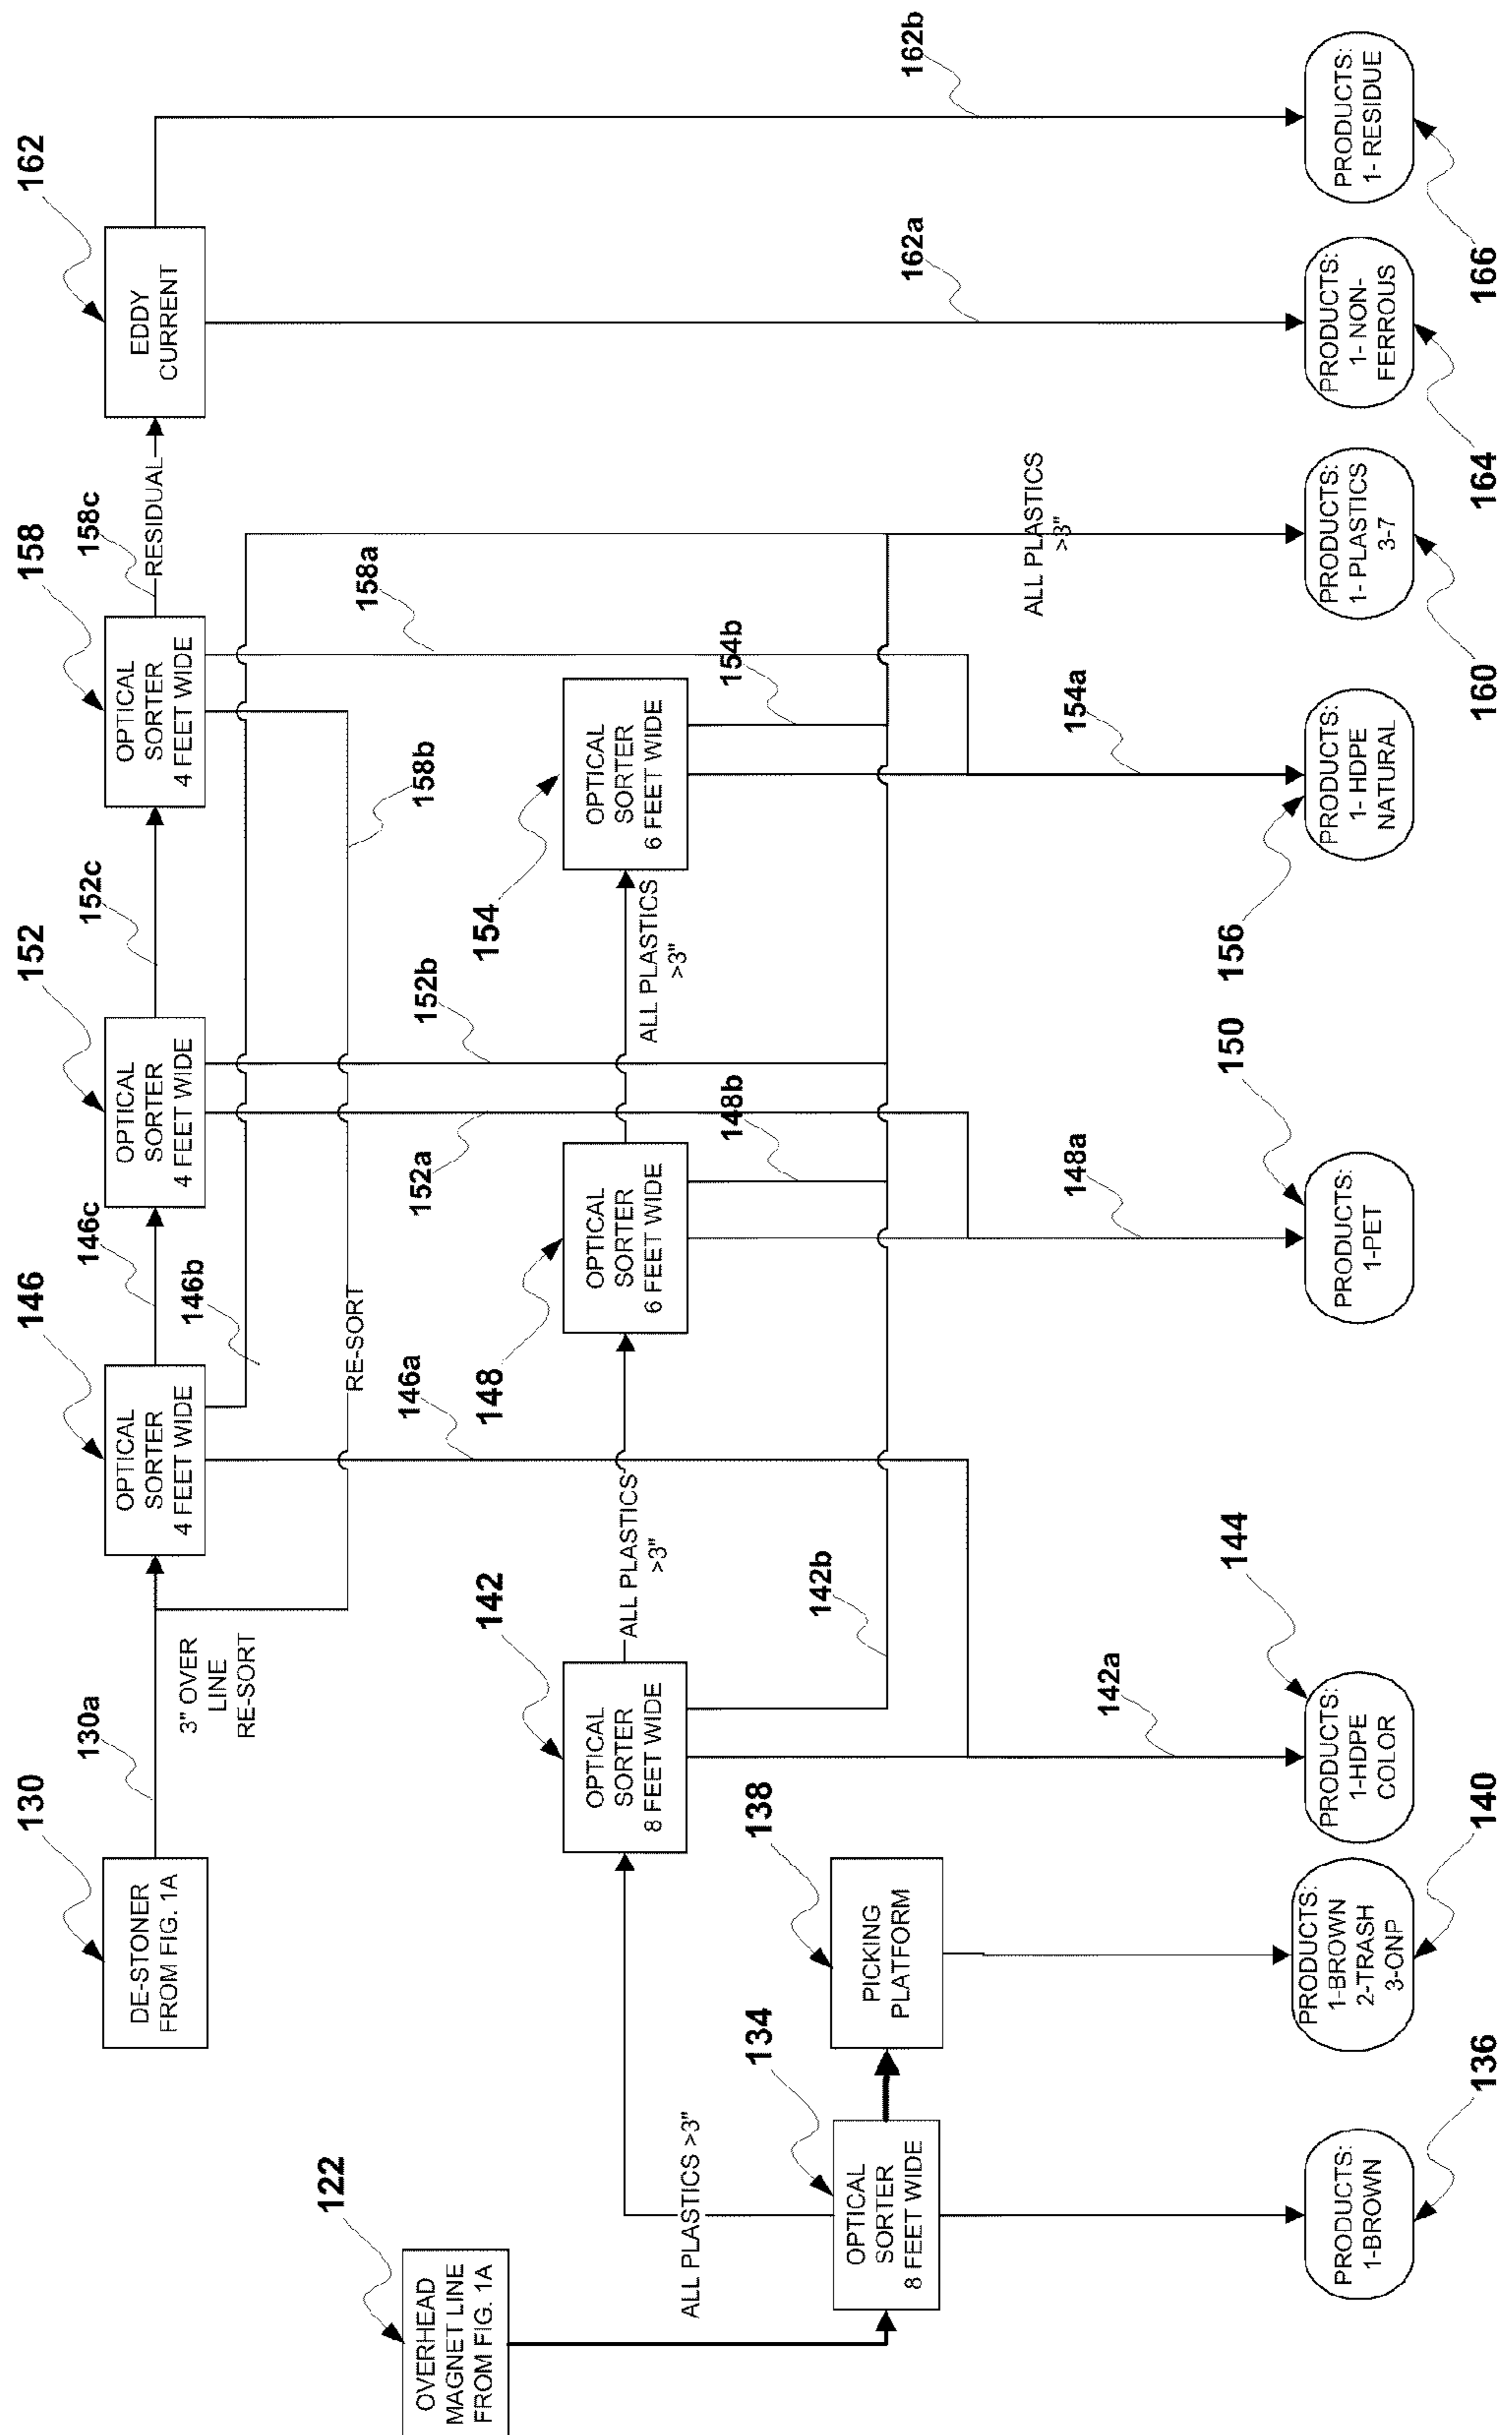 130
DE-STONER
FROM FIG. 1A
130a
3" OVER
LINE
RE-SORT
146
OPTICAL
SORTER
4 FEET WIDE
146c
146b
152
OPTICAL
SORTER
4 FEET WIDE
152c
158
OPTICAL
SORTER
4 FEET WIDE
158c
RESIDUAL
162
EDDY
CURRENT
RE-SORT
158b
158a
122
OVERHEAD
MAGNET LINE
FROM FIG. 1A
ALL PLASTICS >3"
142
OPTICAL
SORTER
8 FEET WIDE
ALL PLASTICS
>3"
146a
148
OPTICAL
SORTER
6 FEET WIDE
152a
152b
ALL PLASTICS
>3"
154
OPTICAL
SORTER
6 FEET WIDE
142b
148b
154b
134
OPTICAL
SORTER
8 FEET WIDE
138
PICKING
PLATFORM
162a
162b
142a
148a
154a
ALL PLASTICS
>3"
PRODUCTS:
1-BROWN
136
PRODUCTS:
1-BROWN
2-TRASH
3-ONP
140
144
PRODUCTS:
1-HDPE
COLOR
150
PRODUCTS:
1-PET
156
PRODUCTS:
1- HDPE
NATURAL
PRODUCTS:
1- PLASTICS
3-7
160
PRODUCTS:
1- NON-
FERROUS
164
PRODUCTS:
1- RESIDUE
166